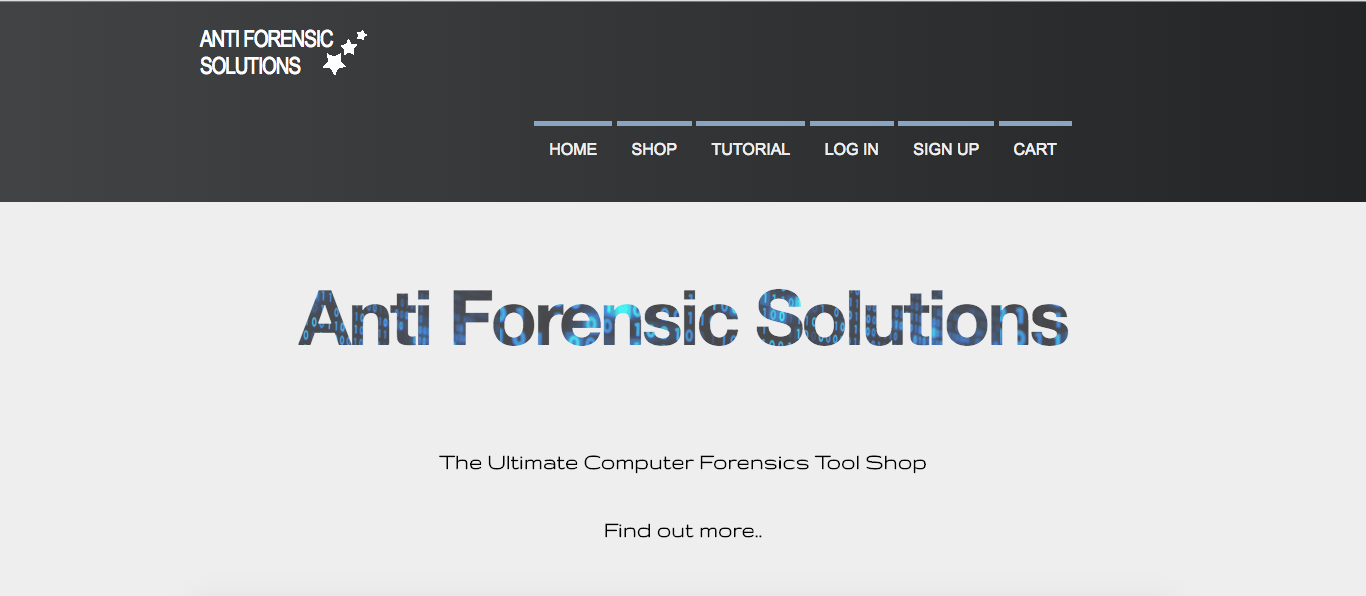 ANTI FORENSIC
SOLUTIONS
HOME SHOP TUTORIAL LOG IN SIGN UP CART
Anti Forensic Solutions
The Ultimate Computer Forensics Tool Shop
Find out more..